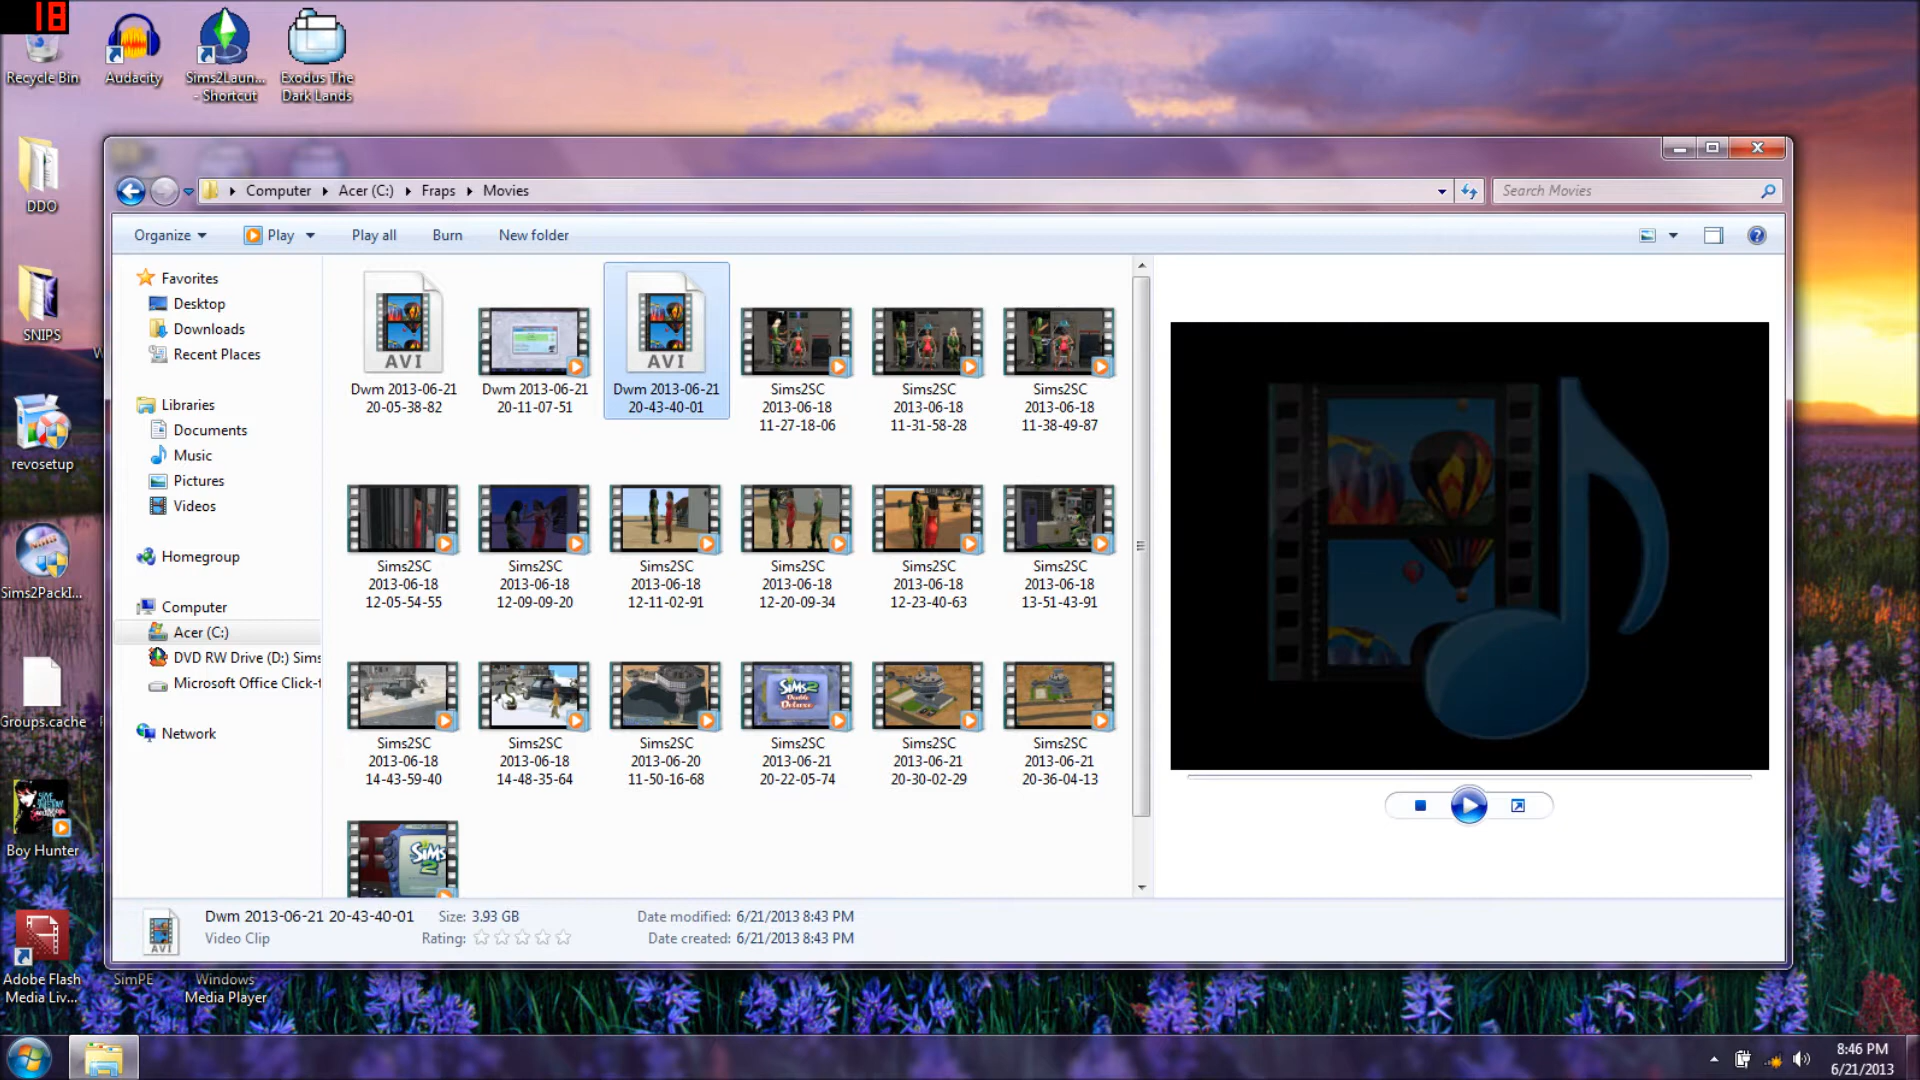 18
Recycle Bin
Audacity
Sims2Laun...
- Shortcut
Exodus The
Dark Lands
DDO
SNIPS
W
revosetup
Sims2PackI...
Groups.cache
Boy Hunter
Adobe Flash
Media Liv...
SimPE
Windows
Media Player
Computer
Acer (C:)
Fraps
Movies
Search Movies
Organize
Play
Play all
Burn
New folder
Favorites
Desktop
Downloads
Recent Places
Libraries
Documents
Music
Pictures
Videos
Homegroup
Computer
Acer (C:)
DVD RW Drive (D:) Sims
Microsoft Office Click-t
Network
AVI
Dwm 2013-06-21
20-05-38-82
Dwm 2013-06-21
20-11-07-51
AVI
Dwm 2013-06-21
20-43-40-01
Sims2SC
2013-06-18
11-27-18-06
Sims2SC
2013-06-18
11-31-58-28
Sims2SC
2013-06-18
11-38-49-87
Sims2SC
2013-06-18
12-05-54-55
Sims2SC
2013-06-18
12-09-09-20
Sims2SC
2013-06-18
12-11-02-91
Sims2SC
2013-06-18
12-20-09-34
Sims2SC
2013-06-18
12-23-40-63
Sims2SC
2013-06-18
13-51-43-91
Sims2SC
2013-06-18
14-43-59-40
Sims2SC
2013-06-18
14-48-35-64
Sims2SC
2013-06-20
11-50-16-68
SiMS 2
Double
Deluxe
Sims2SC
2013-06-21
20-22-05-74
Sims2SC
2013-06-21
20-30-02-29
Sims2SC
2013-06-21
20-36-04-13
SiMS
2
AVI
Dwm 2013-06-21 20-43-40-01
Video Clip
Size: 3.93 GB
Rating:
Date modified: 6/21/2013 8:43 PM
Date created: 6/21/2013 8:43 PM
8:46 PM
6/21/2013